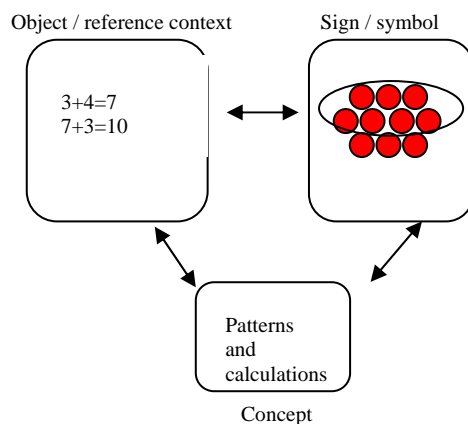 Object / reference context
Sign / symbol
3+4=7
7+3=10
Patterns
and
calculations
Concept